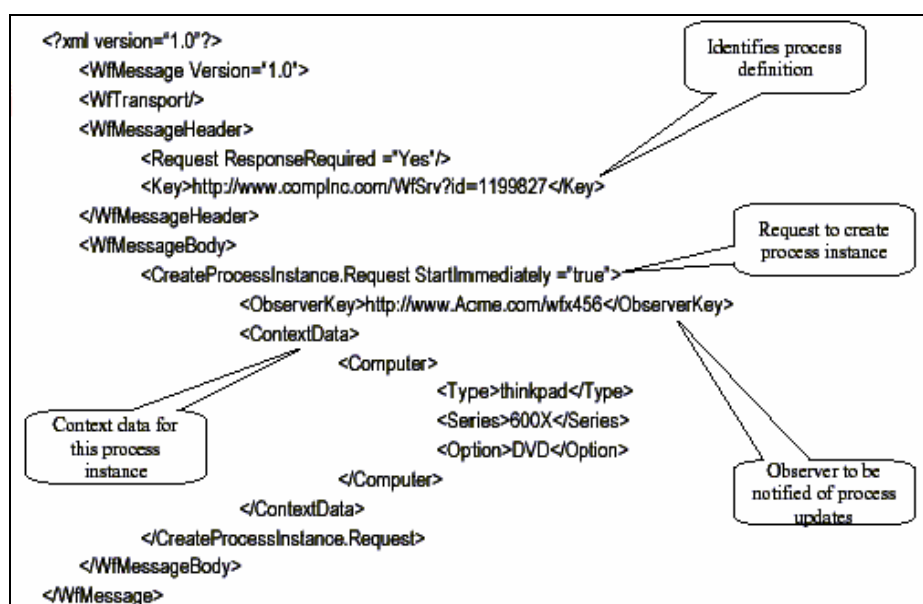 <?xml version="1.0"?>
<WfMessage Version="1.0">
<WfTransport/>
<WfMessageHeader>
<Request ResponseRequired ="Yes"/>
<Key>http://www.compInc.com/WfSrv?id=1199827</Key>
</WfMessageHeader>
<WfMessageBody>
<CreateProcessInstance.Request StartImmediately ="true">
<ObserverKey>http://www.Acme.com/wfx456</ObserverKey>
<ContextData>
<Computer>
<Type>thinkpad</Type>
<Series>600X</Series>
<Option>DVD</Option>
</Computer>
</ContextData>
</CreateProcessInstance.Request>
</WfMessageBody>
</WfMessage>
Identifies process
definition
Request to create
process instance
Context data for
this process
instance
Observer to be
notified of process
updates